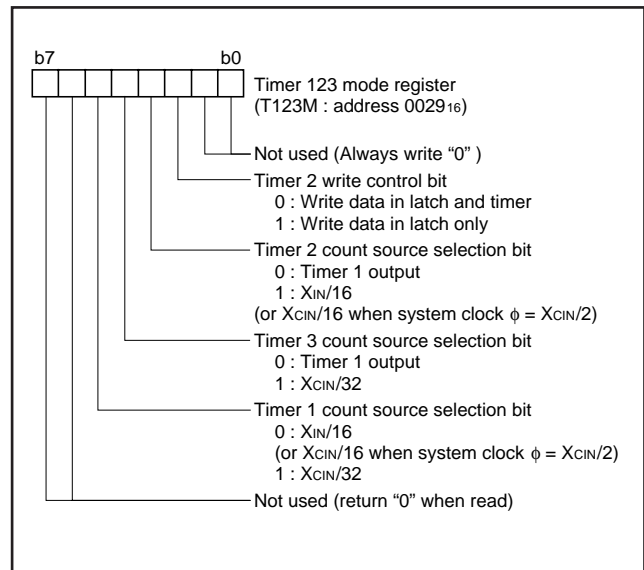 b7 b0
Timer 123 mode register
(T123M : address 002916)
Not used (Always write “0” )
Timer 2 write control bit
0 : Write data in latch and timer
1 : Write data in latch only
Timer 2 count source selection bit
0 : Timer 1 output
1 : XIN/16
(or XCIN/16 when system clock ϕ = XCIN/2)
Timer 3 count source selection bit
0 : Timer 1 output
1 : XCIN/32
Timer 1 count source selection bit
0 : XIN/16
(or XCIN/16 when system clock ϕ = XCIN/2)
1 : XCIN/32
Not used (return “0” when read)